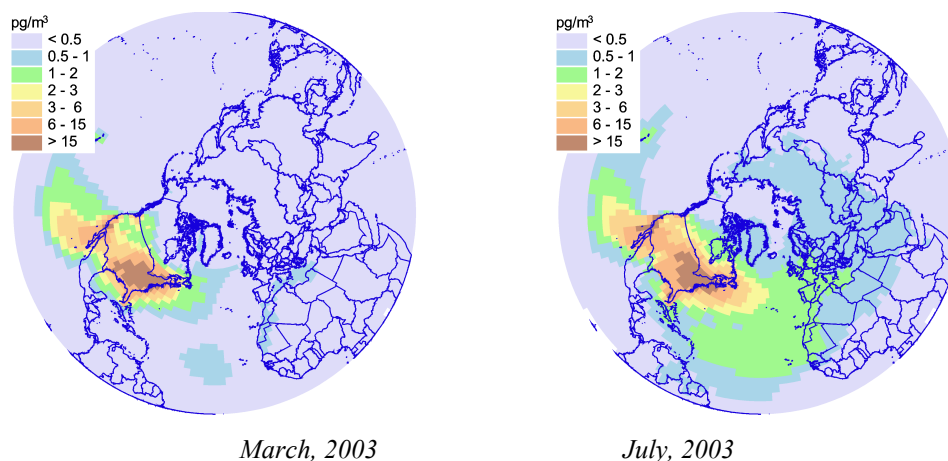 pg/m³
< 0.5
0.5 - 1
1 - 2
2 - 3
3 - 6
6 - 15
> 15
pg/m³
< 0.5
0.5 - 1
1 - 2
2 - 3
3 - 6
6 - 15
> 15
March, 2003
July, 2003